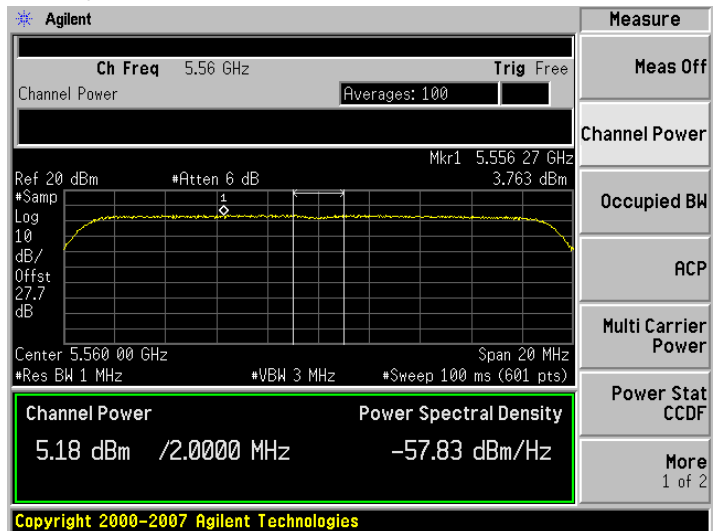 Agilent
Measure
Ch Freq 5.56 GHz Trig Free
Channel Power Averages: 100
Mkr1 5.556 27 GHz
Ref 20 dBm #Atten 6 dB 3.763 dBm
#Samp
Log
10
dB/
Offst
27.7
dB
1
Center 5.560 00 GHz Span 20 MHz
#Res BW 1 MHz #VBW 3 MHz #Sweep 100 ms (601 pts)
Channel Power Power Spectral Density
5.18 dBm /2.0000 MHz -57.83 dBm/Hz
Copyright 2000-2007 Agilent Technologies
Meas Off
Channel Power
Occupied BW
ACP
Multi Carrier
Power
Power Stat
CCDF
More
1 of 2